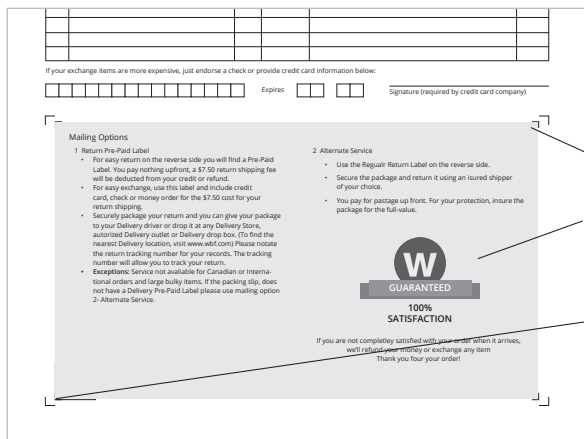 If your exchange items are more expensive, just endorse a check or provide credit card information below:
Expires
Signature (required by credit card company)
Mailing Options
1 Return Pre-Paid Label
• For easy return on the reverse side you will find a Pre-Paid
Label. You pay nothing upfront, a $7.50 return shipping fee
will be deducted from your credit or refund.
• For easy exchange, use this label and include credit
card, check or money order for the $7.50 cost for your
return shipping.
• Securely package your return and you can give your package
to your Delivery driver or drop it at any Delivery Store,
autorized Delivery outlet or Delivery drop box. (To find the
nearest Delivery location, visit www.wbf.com) Please notate
the return tracking number for your records. The tracking
number will allow you to track your return.
• Exceptions: Service not available for Canadian or Interna-
tional orders and large bulky items. If the packing slip, does
not have a Delivery Pre-Paid Label please use mailing option
2- Alternate Service.
2 Alternate Service
• Use the Regualr Return Label on the reverse side.
• Secure the package and return it using an isured shipper
of your choice.
• You pay for pastage up front. For your protection, insure the
package for the full-value.
W
GUARANTEED
100%
SATISFACTION
If you are not completley satisfied with your order when it arrives,
we'll refund your money or exchange any item
Thank you four your order!